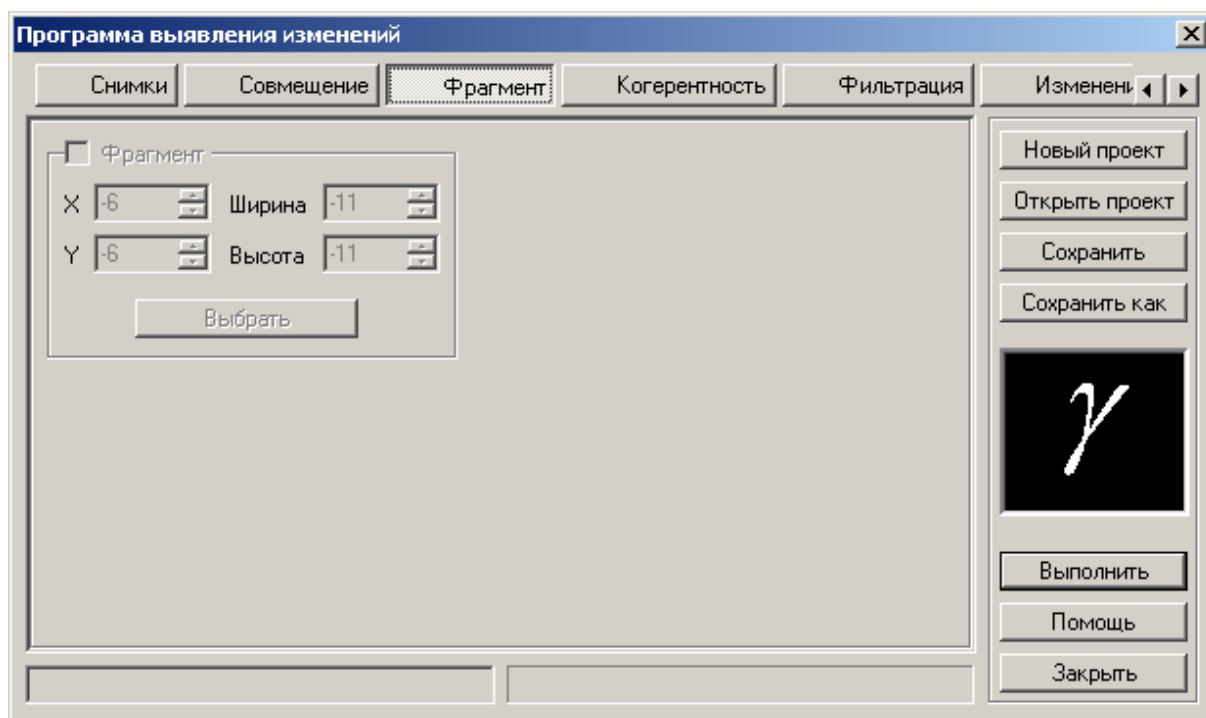 Программа выявления изменений
Снимки Совмещение Фрагмент Когерентность Фильтрация Изменени
Фрагмент
X -6 Ширина -11
Y -6 Высота -11
Выбрать
Новый проект
Открыть проект
Сохранить
Сохранить как
γ
Выполнить
Помощь
Закрыть